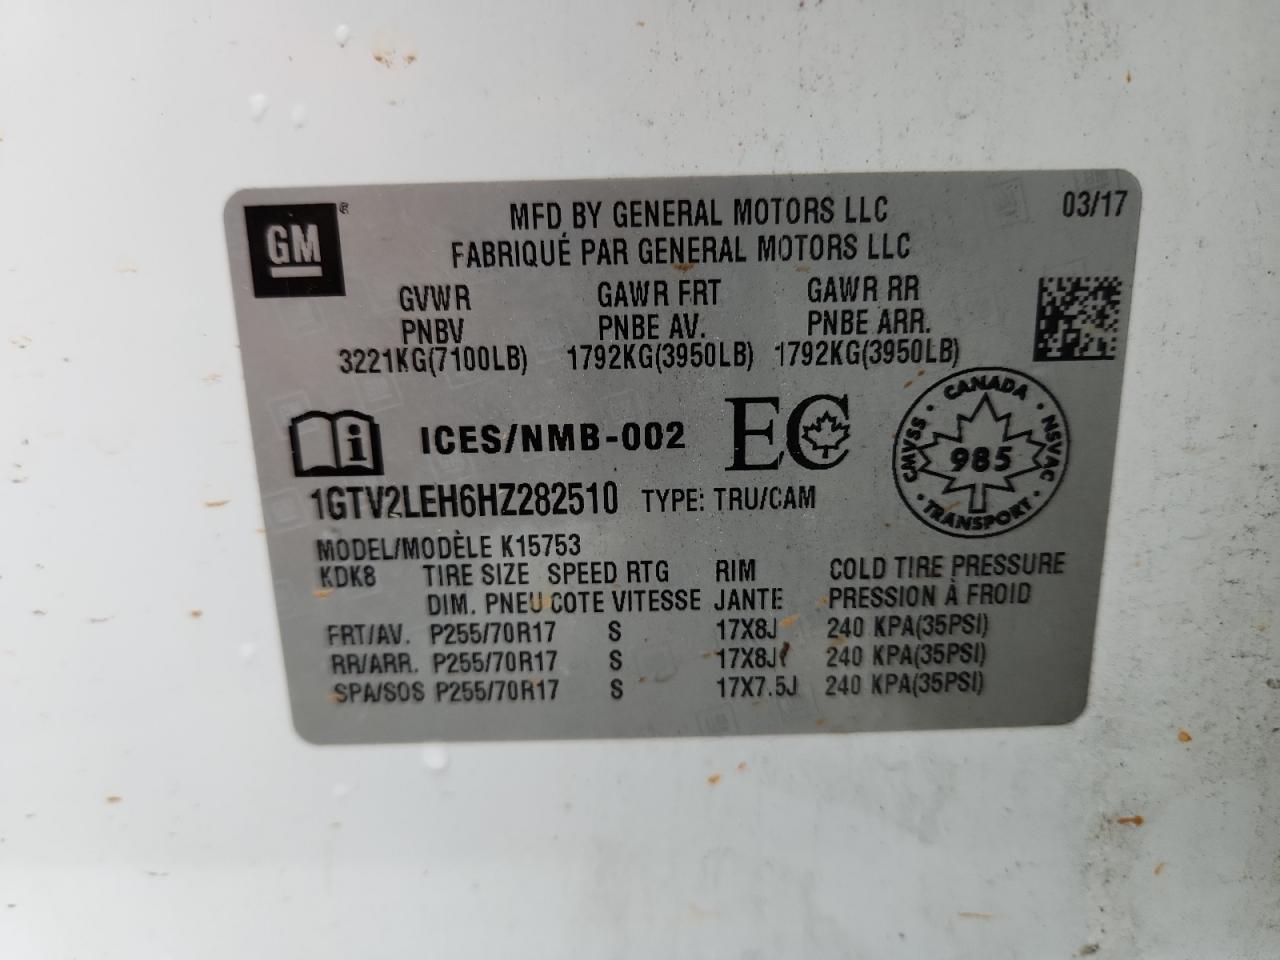 GM®
MFD BY GENERAL MOTORS LLC
03/17
FABRIQUÉ PAR GENERAL MOTORS LLC
GVWR GAWR FRT GAWR RR
PNBV PNBE AV. PNBE ARR.
3221KG(7100LB) 1792KG(3950LB) 1792KG(3950LB)
i ICES/NMB-002 EC
CANADA
CMVSS • NSVAC
985
TRANSPORT
1GTV2LEH6HZ282510 TYPE: TRU/CAM
MODEL/MODÈLE K15753
KDK8 TIRE SIZE SPEED RTG RIM COLD TIRE PRESSURE
DIM. PNEU COTE VITESSE JANTE PRESSION À FROID
FRT/AV. P255/70R17 S 17X8J 240 KPA(35PSI)
RR/ARR. P255/70R17 S 17X8J 240 KPA(35PSI)
SPA/SOS P255/70R17 S 17X7.5J 240 KPA(35PSI)